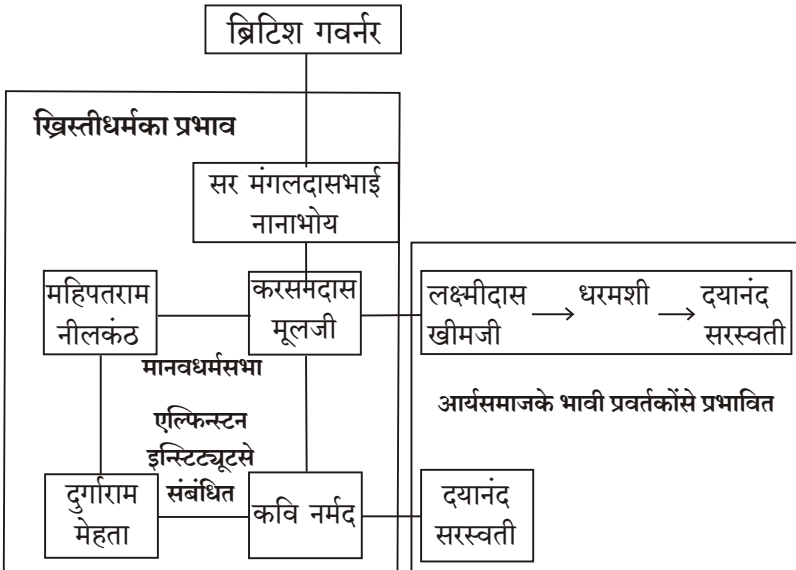 ब्रिटिश गवर्नर
ख्रिस्तीधर्मका प्रभाव
सर मंगलदासभाई
नानाभोय
महिपतराम
नीलकंठ
करसमदास
मूलजी
लक्ष्मीदास
खीमजी
→ धरमशी →
दयानंद
सरस्वती
मानवधर्मसभा
एल्फिन्स्टन
इन्स्टिट्यूटसे
संबंधित
आर्यसमाजके भावी प्रवर्तकोंसे प्रभावित
दुर्गाराम
मेहता
कवि नर्मद
दयानंद
सरस्वती